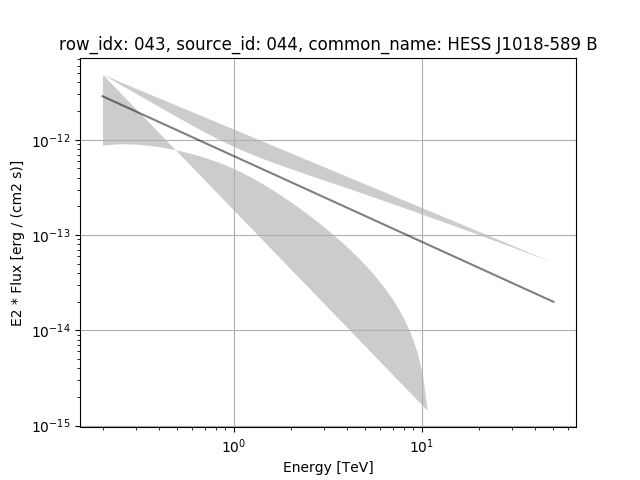 row_idx: 043, source_id: 044, common_name: HESS J1018-589 B
E2 * Flux [erg / (cm2 s)]
10⁻¹²
10⁻¹³
10⁻¹⁴
10⁻¹⁵
10⁰ 10¹
Energy [TeV]